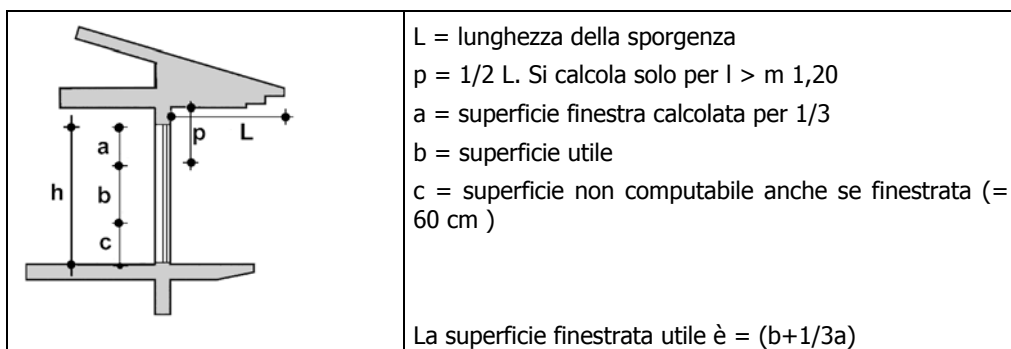 p
L
a
h
b
c
L = lunghezza della sporgenza
p = 1/2 L. Si calcola solo per l > m 1,20
a = superficie finestra calcolata per 1/3
b = superficie utile
c = superficie non computabile anche se finestrata (=
60 cm )
La superficie finestrata utile è = (b+1/3a)